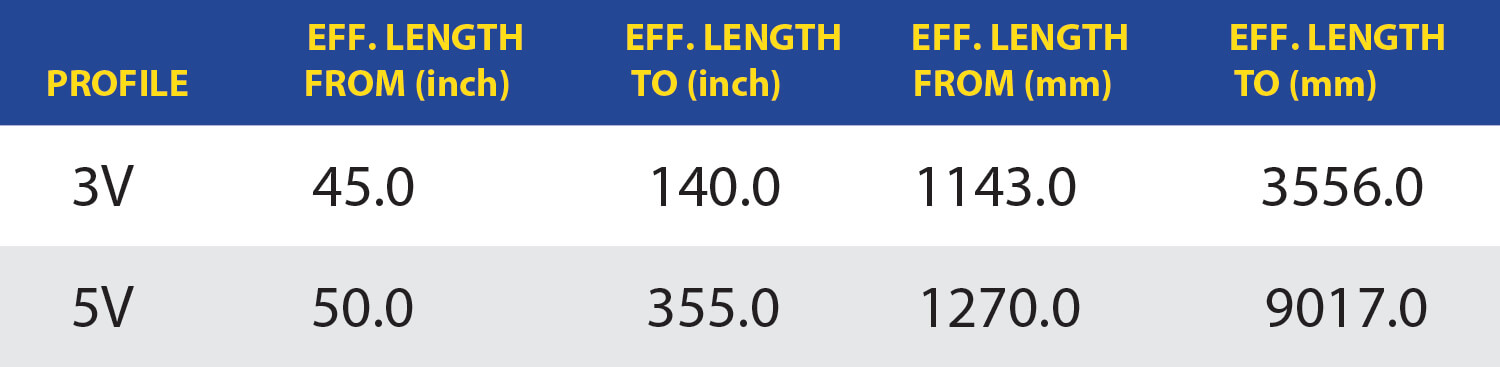 PROFILE EFF. LENGTH FROM (inch) EFF. LENGTH TO (inch) EFF. LENGTH FROM (mm) EFF. LENGTH TO (mm)
3V 45.0 140.0 1143.0 3556.0
5V 50.0 355.0 1270.0 9017.0